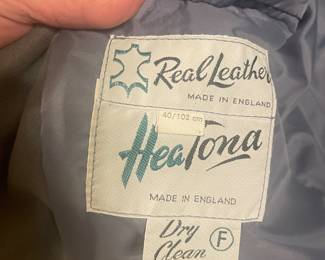 Real Leather
MADE IN ENGLAND
40/102 cm
HeaTona
MADE IN ENGLAND
Dry
Clean
F